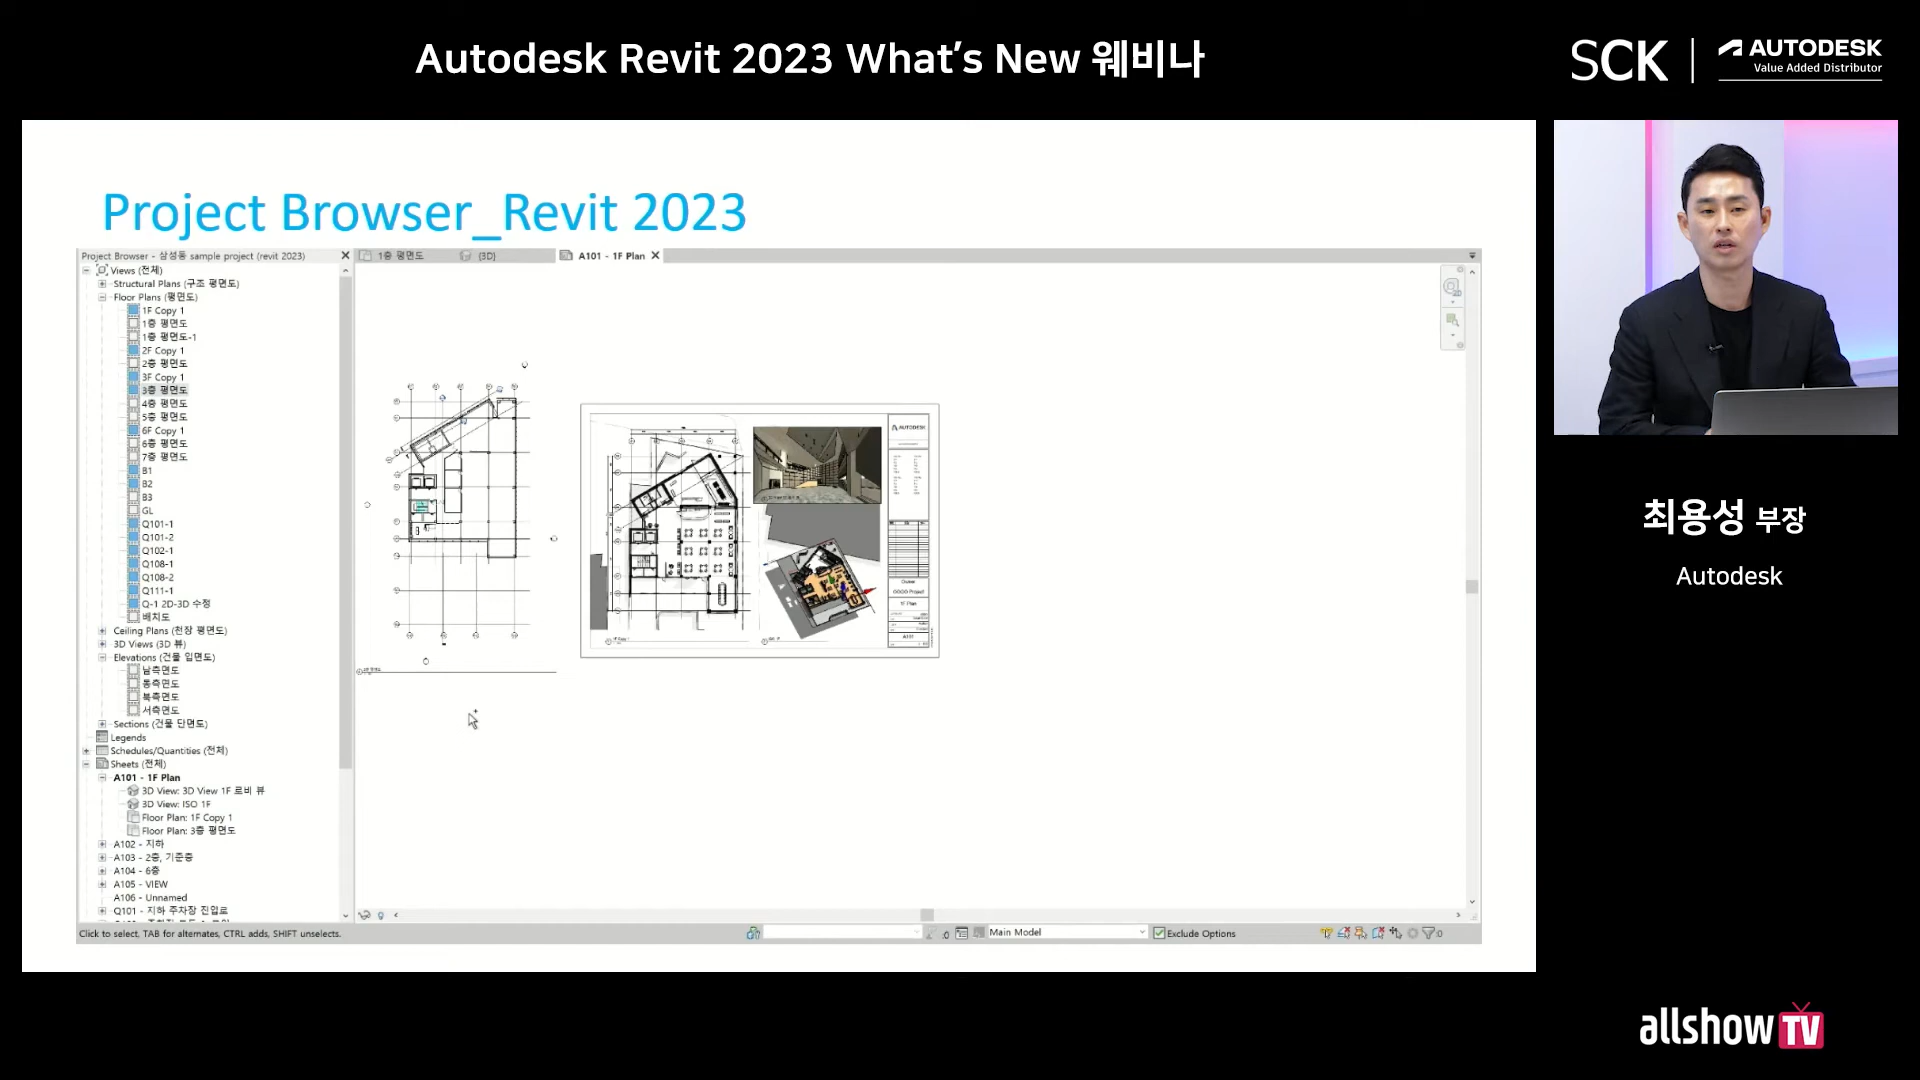 Autodesk Revit 2023 What's New 웨비나
SCK
AUTODESK
Value Added Distributor
Project Browser_Revit 2023
Project Browser - 삼성동 sample project (revit 2023)
1층 평면도
{3D}
A101 - 1F Plan
Views (전체)
Structural Plans (구조 평면도)
Floor Plans (평면도)
1F Copy 1
1층 평면도
1층 평면도-1
2F Copy 1
2층 평면도
3F Copy 1
3층 평면도
4층 평면도
5층 평면도
6F Copy 1
6층 평면도
7층 평면도
B1
B2
B3
GL
Q101-1
Q101-2
Q102-1
Q108-1
Q108-2
Q111-1
Q-1 2D-3D 수정
배치도
Ceiling Plans (천장 평면도)
3D Views (3D 뷰)
Elevations (건물 입면도)
남측면도
동측면도
북측면도
서측면도
Sections (건물 단면도)
Legends
Schedules/Quantities (전체)
Sheets (전체)
A101 - 1F Plan
3D View: 3D View 1F 로비 뷰
3D View: ISO 1F
Floor Plan: 1F Copy 1
Floor Plan: 3층 평면도
A102 - 지하
A103 - 2층, 기준층
A104 - 6층
A105 - VIEW
A106 - Unnamed
Q101 - 지하 주차장 진입로
AUTODESK
Owner
1F Plan
A101
Click to select, TAB for alternates, CTRL adds, SHIFT unselects.
:0
Main Model
Exclude Options
:0
최용성 부장
Autodesk
allshow TV